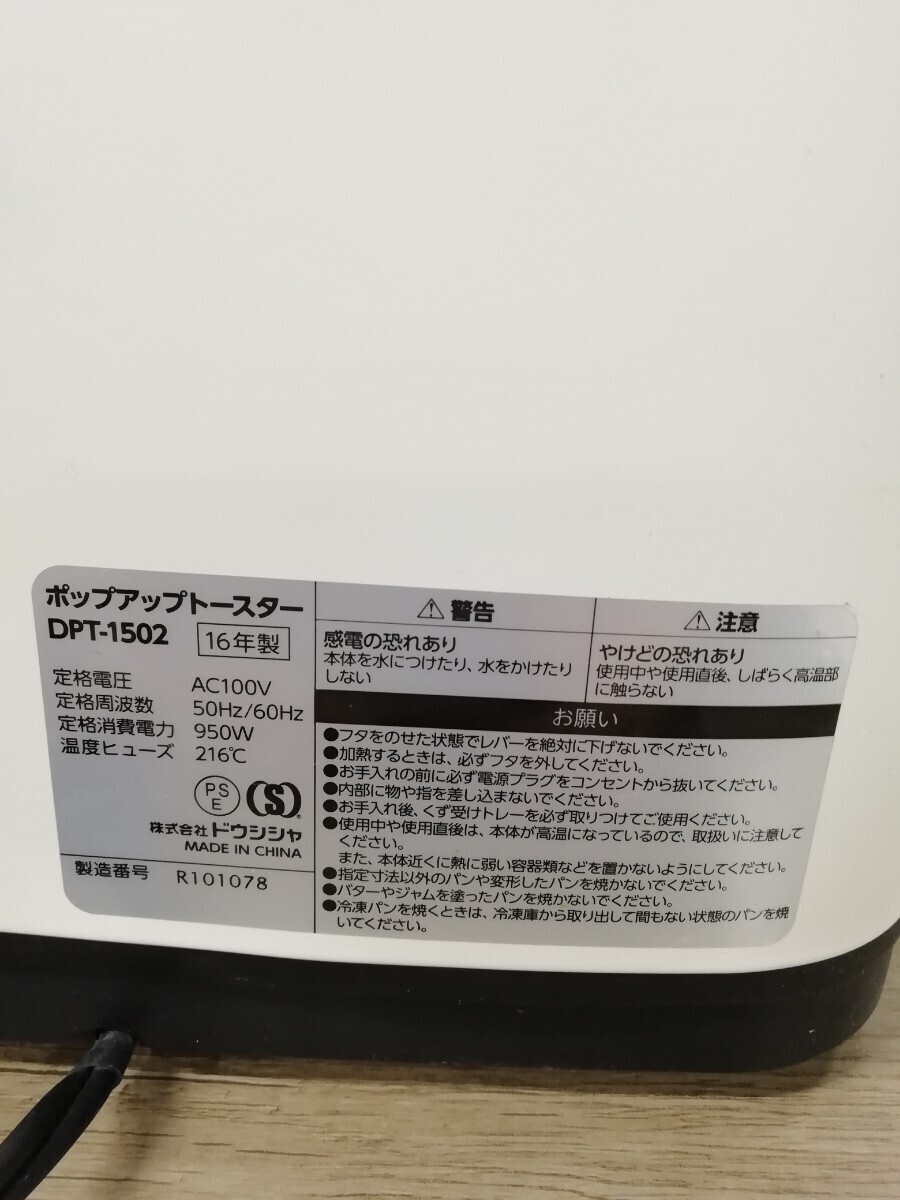 ポップアップトースター
DPT-1502 16年製
定格電圧 AC100V
定格周波数 50Hz/60Hz
定格消費電力 950W
温度ヒューズ 216℃
PS
E
株式会社ドウシシャ
MADE IN CHINA
製造番号 R101078
⚠警告
感電の恐れあり
本体を水につけたり、水をかけたり
しない
⚠注意
やけどの恐れあり
使用中や使用直後、しばらく高温部
に触らない
お願い
●フタをのせた状態でレバーを絶対に下げないでください。
●加熱するときは、必ずフタを外してください。
●お手入れの前に必ず電源プラグをコンセントから抜いてください。
●内部に物や指を差し込まないでください。
●お手入れ後、くず受けトレーを必ず取りつけてご使用ください。
●使用中や使用直後は、本体が高温になっているので、取扱いに注意して
ください。
また、本体近くに熱に弱い容器類などを置かないようにしてください。
●指定寸法以外のパンや変形したパンを焼かないでください。
●バターやジャムを塗ったパンを焼かないでください。
●冷凍パンを焼くときは、冷凍庫から取り出して間もない状態のパンを焼
いてください。